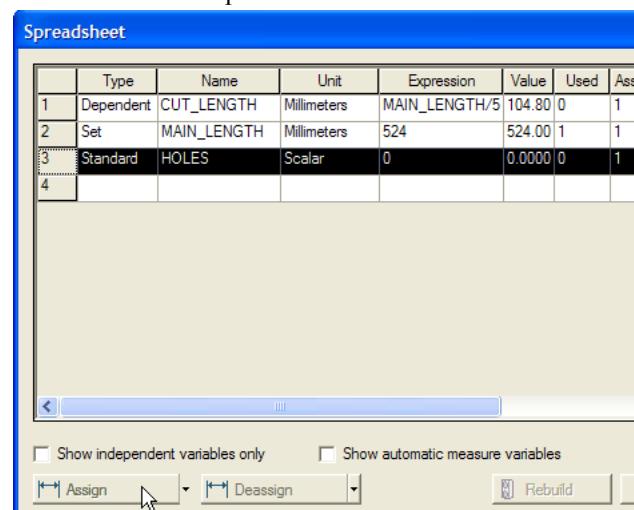 Spreadsheet
Type Name Unit Expression Value Used Ass
1 Dependent CUT_LENGTH Millimeters MAIN_LENGTH/5 104.80 0 1
2 Set MAIN_LENGTH Millimeters 524 524.00 1 1
3 Standard HOLES Scalar 0 0.0000 0 1
4
Show independent variables only Show automatic measure variables
Assign Deassign Rebuild